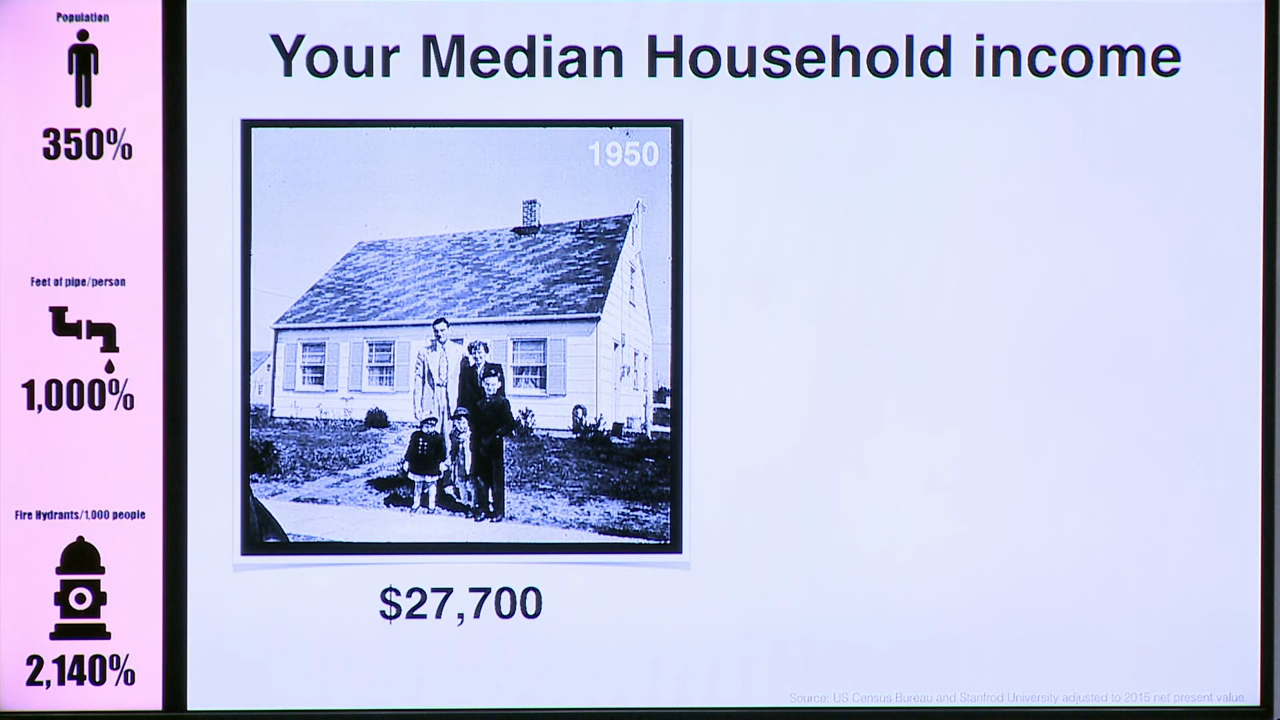 Population
350%
Feet of pipe/person
1,000%
Fire Hydrants/1,000 people
2,140%
Your Median Household income
1950
$27,700
Source: US Census Bureau and Stanfrod University adjusted to 2015 net present value.